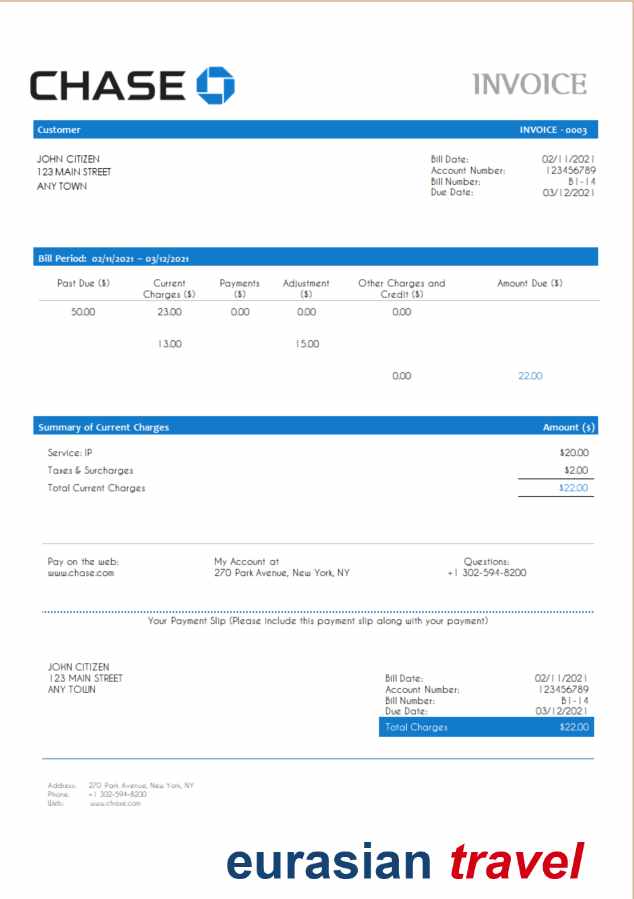 CHASE
INVOICE
Customer INVOICE - 0003
JOHN CITIZEN
123 MAIN STREET
ANY TOWN
Bill Date: 02/11/2021
Account Number: 123456789
Bill Number: B1-14
Due Date: 03/12/2021
Bill Period: 02/11/2021 – 03/12/2021
Past Due ($) Current Charges ($) Payments ($) Adjustment ($) Other Charges and Credit ($) Amount Due ($)
50.00 23.00 0.00 0.00 0.00
13.00 15.00
0.00 22.00
Summary of Current Charges Amount ($)
Service: IP $20.00
Taxes & Surcharges $2.00
Total Current Charges $22.00
Pay on the web: My Account at Questions:
www.chase.com 270 Park Avenue, New York, NY +1 302-594-8200
Your Payment Slip (Please include this payment slip along with your payment)
JOHN CITIZEN
123 MAIN STREET
ANY TOWN
Bill Date: 02/11/2021
Account Number: 123456789
Bill Number: B1-14
Due Date: 03/12/2021
Total Charges $22.00
Address: 270 Park Avenue, New York, NY
Phone: +1 302-594-8200
Web: www.chase.com
eurasian travel